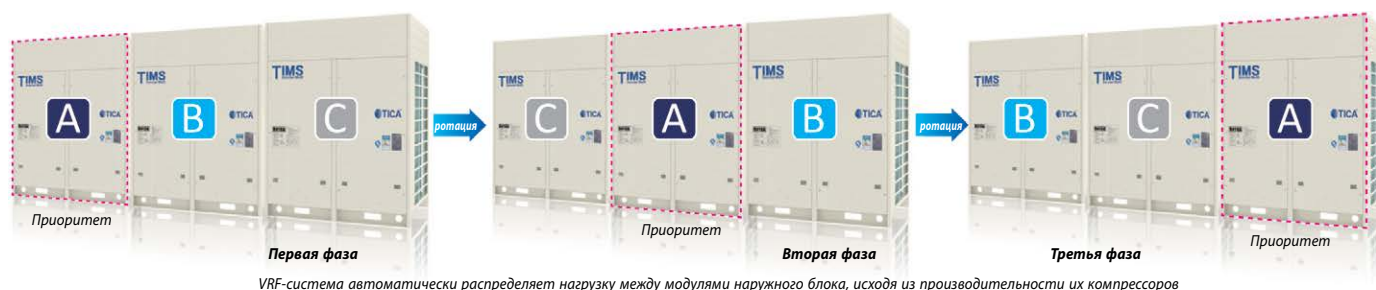 TIMS
TIMS
TIMS
A
B
C
TICA
TICA
TICA
Приоритет
Первая фаза
ротация
TIMS
TIMS
TIMS
C
A
B
TICA
TICA
TICA
Приоритет
Вторая фаза
ротация
TIMS
TIMS
TIMS
B
C
A
TICA
TICA
TICA
Третья фаза
Приоритет
VRF-система автоматически распределяет нагрузку между модулями наружного блока, исходя из производительности их компрессоров